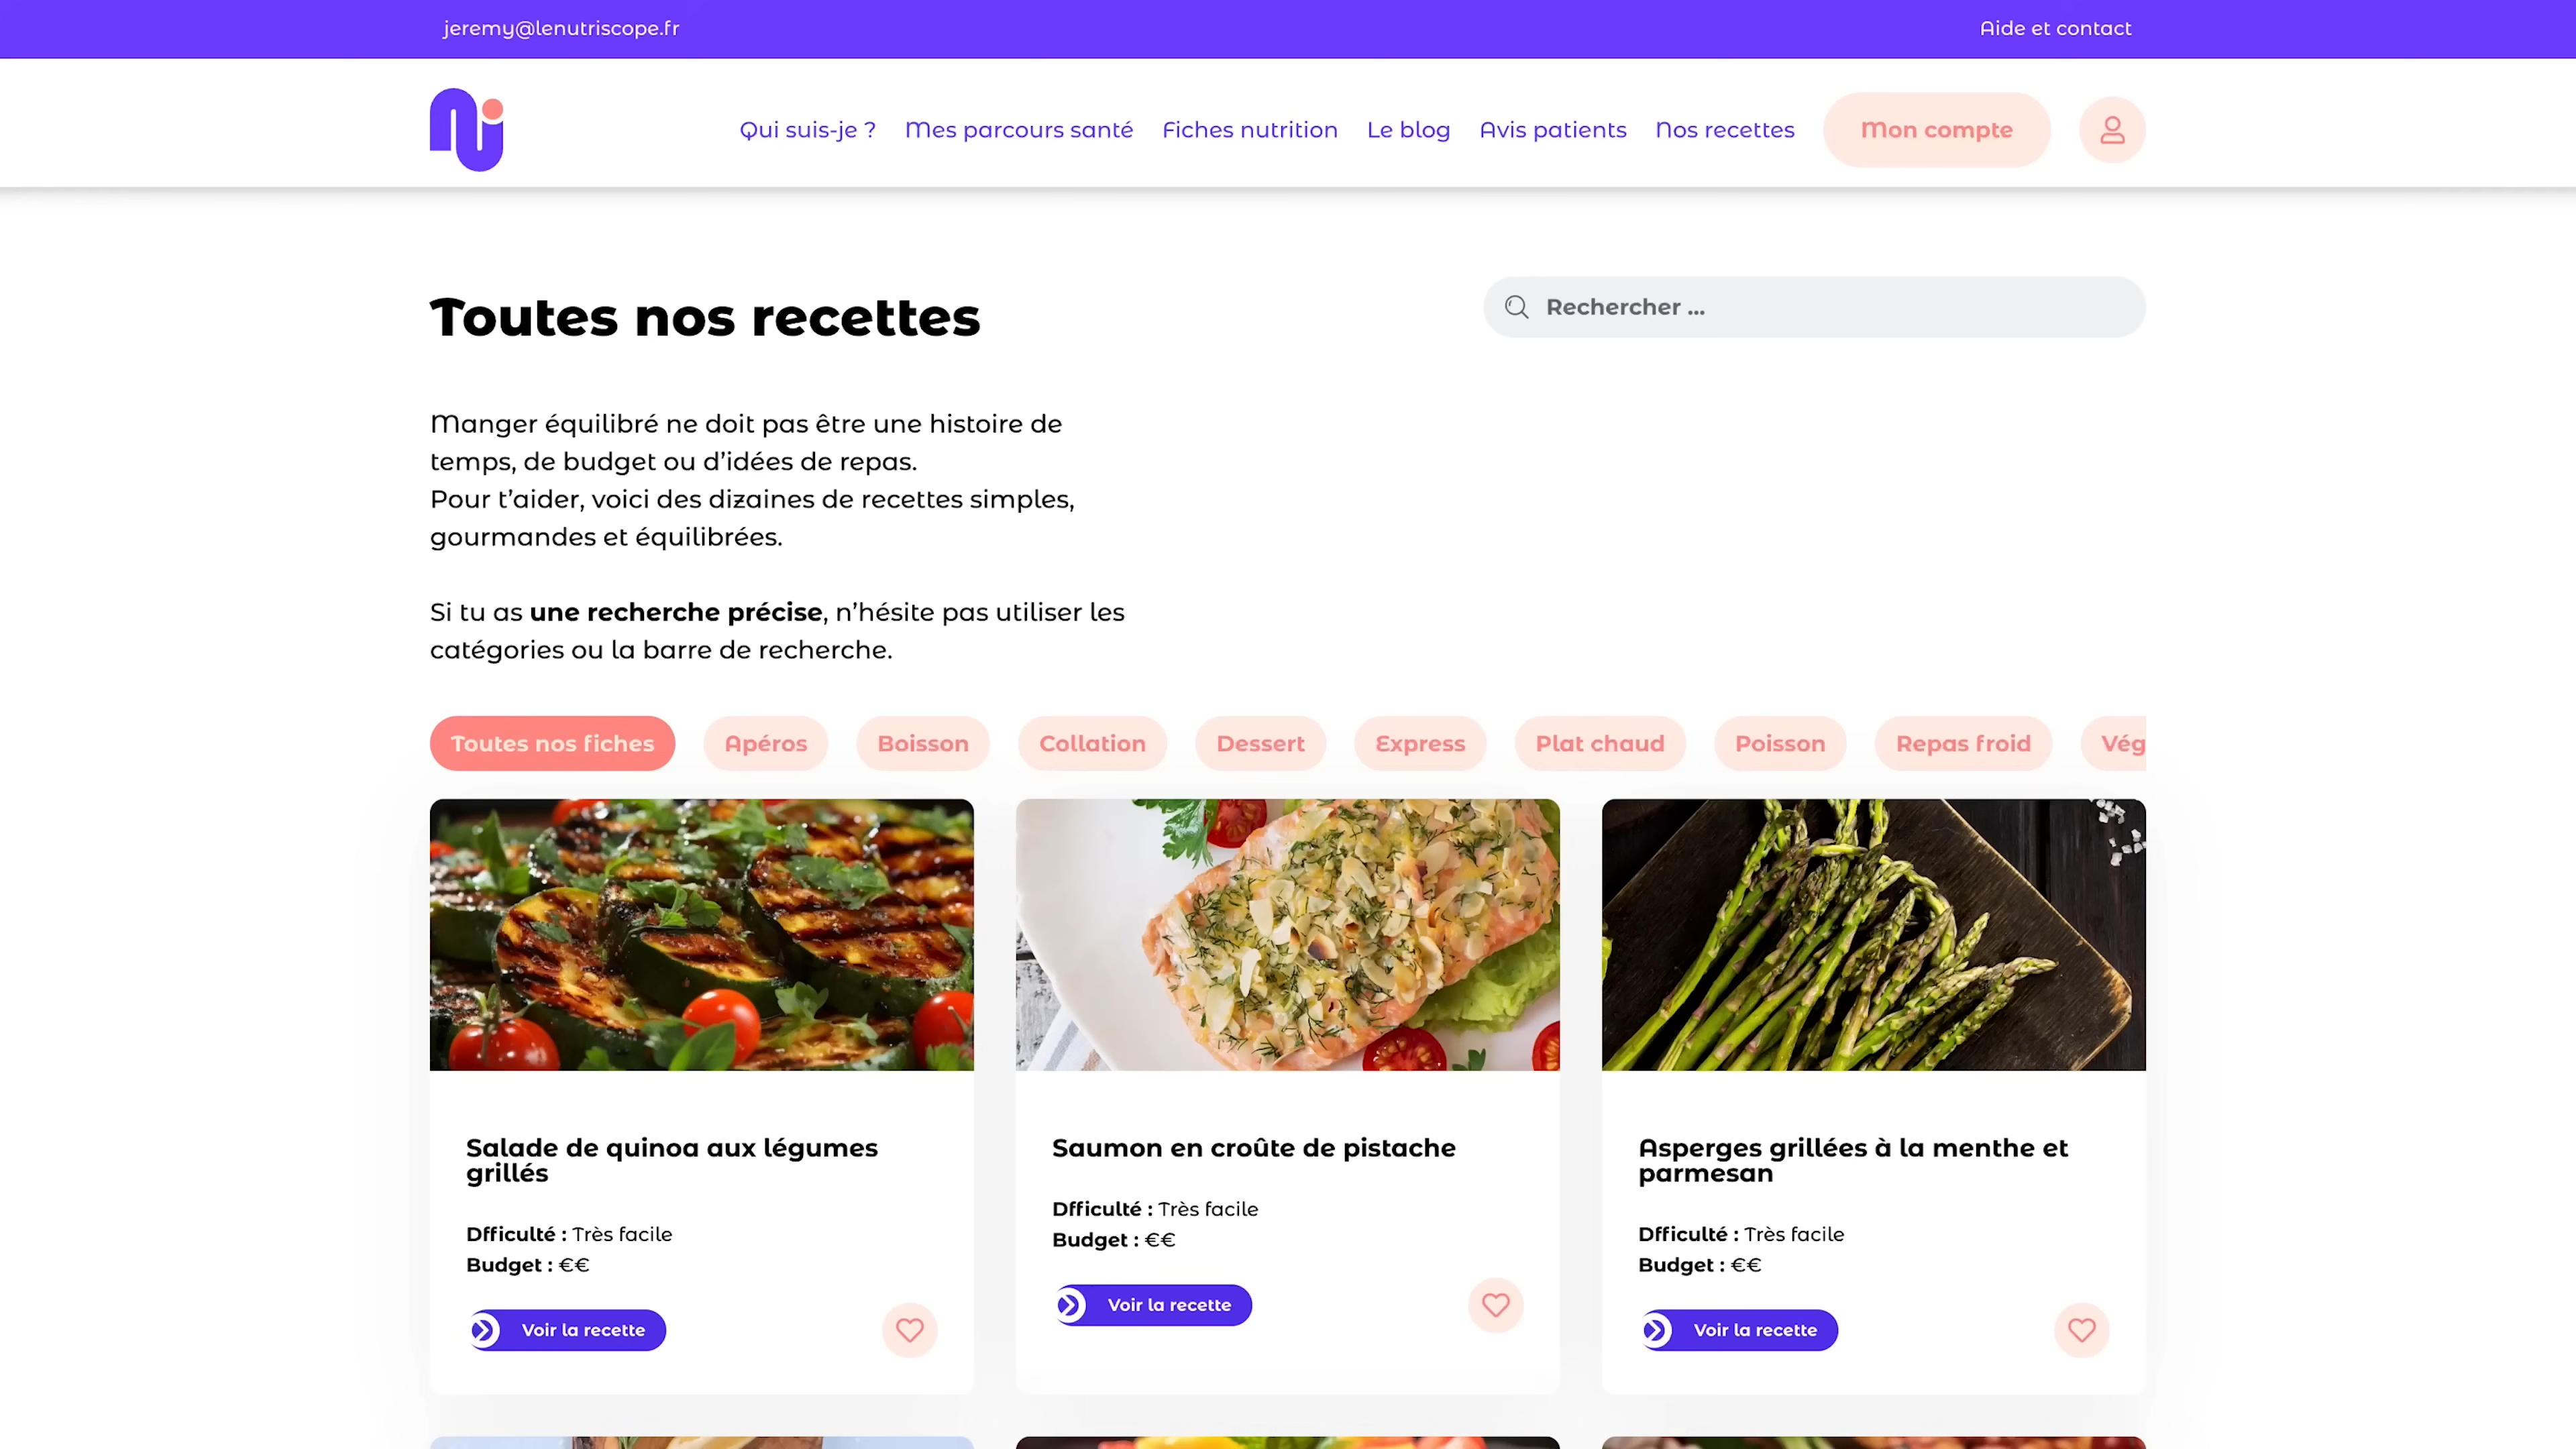 jeremy@lenutriscope.fr
Aide et contact
Qui suis-je ?
Mes parcours santé
Fiches nutrition
Le blog
Avis patients
Nos recettes
Mon compte
Toutes nos recettes
Rechercher ...
Manger équilibré ne doit pas être une histoire de
temps, de budget ou d’idées de repas.
Pour t’aider, voici des dizaines de recettes simples,
gourmandes et équilibrées.
Si tu as une recherche précise, n’hésite pas utiliser les
catégories ou la barre de recherche.
Toutes nos fiches
Apéros
Boisson
Collation
Dessert
Express
Plat chaud
Poisson
Repas froid
Vég
Salade de quinoa aux légumes
grillés
Dfficulté : Très facile
Budget : €€
Voir la recette
Saumon en croûte de pistache
Dfficulté : Très facile
Budget : €€
Voir la recette
Asperges grillées à la menthe et
parmesan
Dfficulté : Très facile
Budget : €€
Voir la recette